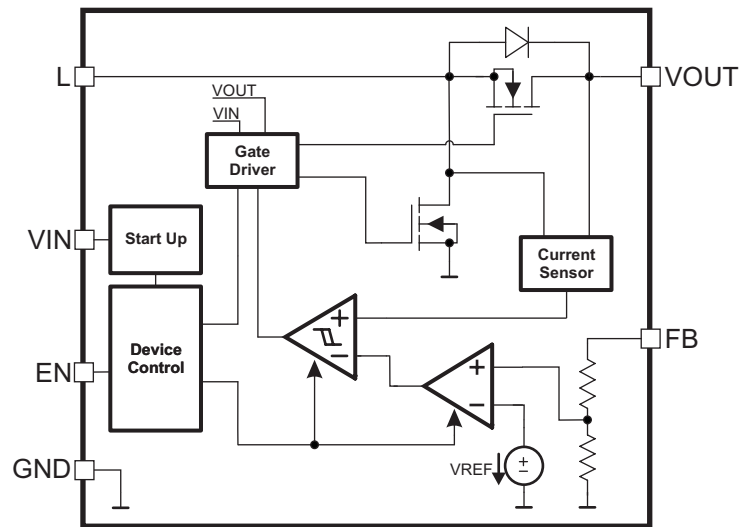 L
VOUT
VOUT
VIN
Gate
Driver
VIN
Start Up
Current
Sensor
Device
Control
EN
FB
+
−
+
−
VREF
+
−
GND